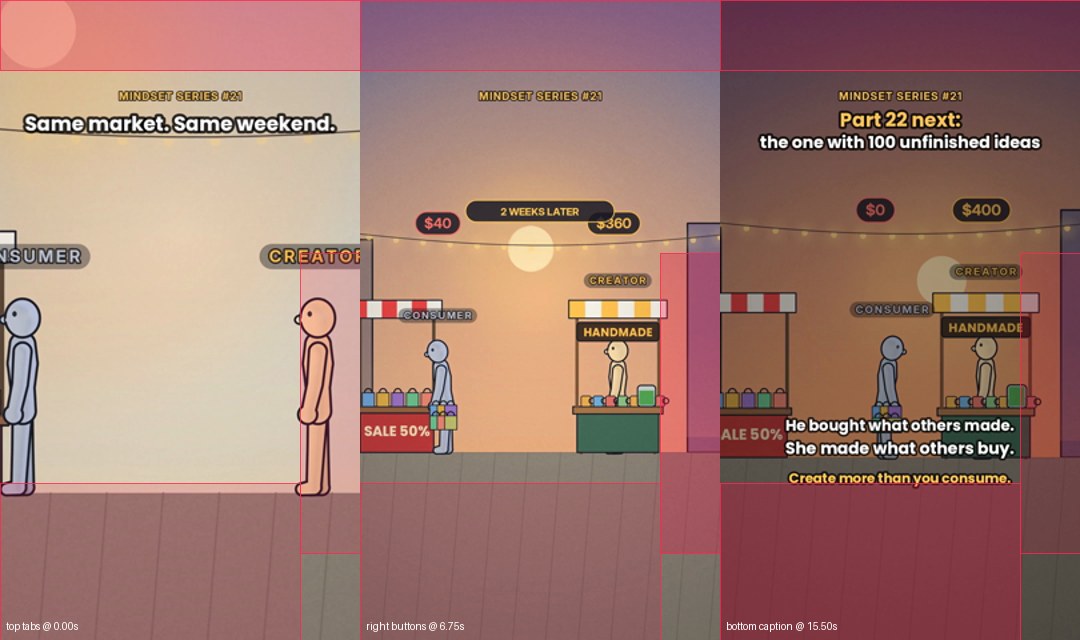 MINDSET SERIES #21
Same market. Same weekend.
NSUMER
CREATOR
top tabs @ 0.00s
MINDSET SERIES #21
2 WEEKS LATER
$40
$360
CREATOR
CONSUMER
HANDMADE
SALE 50%
right buttons @ 6.75s
MINDSET SERIES #21
Part 22 next:
the one with 100 unfinished ideas
$0
$400
CREATOR
CONSUMER
HANDMADE
ALE 50%
He bought what others made.
She made what others buy.
Create more than you consume.
bottom caption @ 15.50s